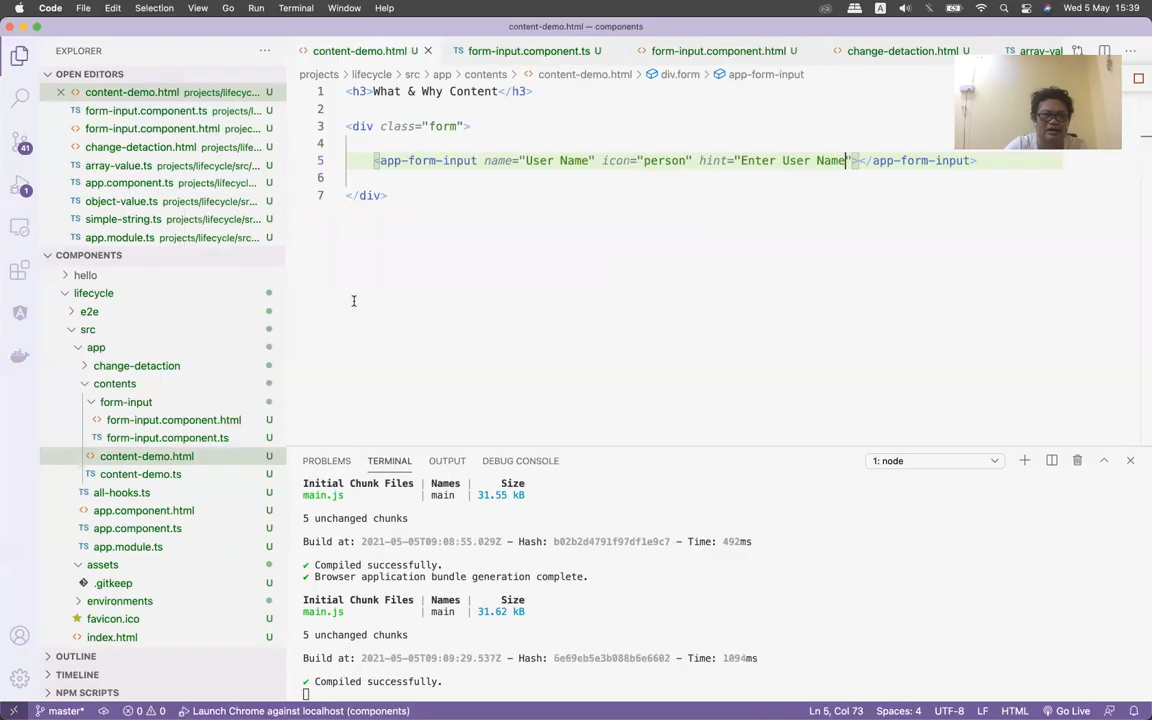 Code File Edit Selection View Go Run Terminal Window Help A Wed 5 May 15:39
content-demo.html — components
EXPLORER
content-demo.html U
form-input.component.ts U
form-input.component.html U
change-detaction.html U
array-val
OPEN EDITORS
projects › lifecycle › src › app › contents › content-demo.html › div.form › app-form-input
content-demo.html projects/lifecyc... U
form-input.component.ts projec... U
form-input.component.html projec... U
change-detaction.html projects/l... U
array-value.ts projects/lifecycle/src/... U
app.component.ts projects/lifecycl... U
object-value.ts projects/lifecycle/sr... U
simple-string.ts projects/lifecycle/s... U
app.module.ts projects/lifecycle/src... U
1 <h3>What & Why Content</h3>
2
3 <div class="form">
4
5 <app-form-input name="User Name" icon="person" hint="Enter User Name"></app-form-input>
6
7 </div>
COMPONENTS
hello
lifecycle
e2e
src
app
change-detaction
contents
form-input
form-input.component.html U
form-input.component.ts U
content-demo.html U
content-demo.ts U
all-hooks.ts U
app.component.html U
app.component.ts U
app.module.ts U
assets
.gitkeep U
environments
favicon.ico U
index.html U
OUTLINE
TIMELINE
NPM SCRIPTS
41
1
PROBLEMS TERMINAL OUTPUT DEBUG CONSOLE 1: node
Initial Chunk Files | Names | Size
main.js | main | 31.55 kB
5 unchanged chunks
Build at: 2021-05-05T09:08:55.029Z - Hash: b02b2d4791f97df1e9c7 - Time: 492ms
✔ Compiled successfully.
✔ Browser application bundle generation complete.
Initial Chunk Files | Names | Size
main.js | main | 31.62 kB
5 unchanged chunks
Build at: 2021-05-05T09:09:29.537Z - Hash: 6e69eb5e3b088b6e6602 - Time: 1094ms
✔ Compiled successfully.
master* 0 0 Launch Chrome against localhost (components) Ln 5, Col 73 Spaces: 4 UTF-8 LF HTML Go Live